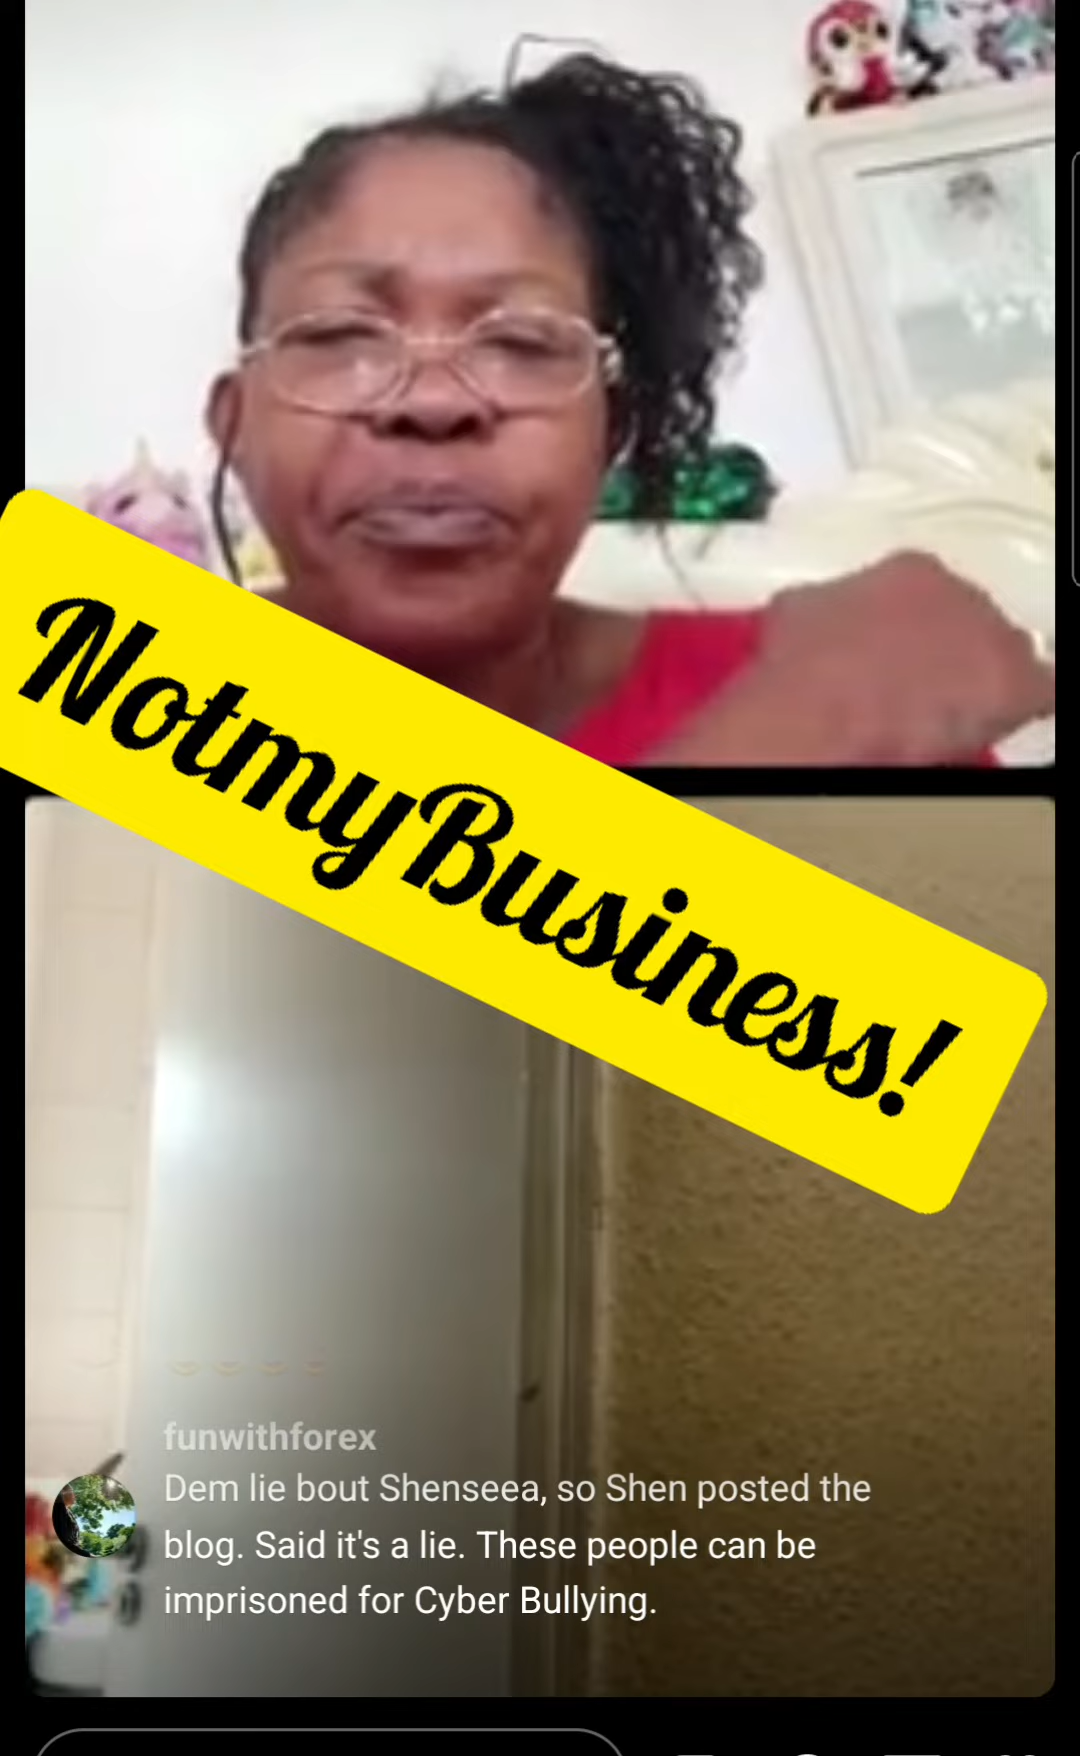 NotmyBusiness!
funwithforex
Dem lie bout Shenseea, so Shen posted the
blog. Said it's a lie. These people can be
imprisoned for Cyber Bullying.